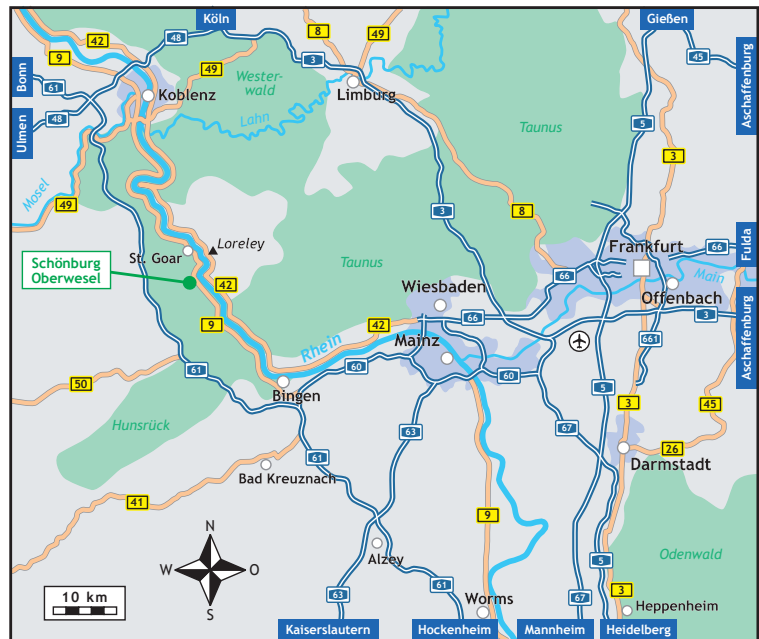 Köln
Gießen
42
48
8
49
9
3
45
Bonn
61
49
Wester-
wald
Koblenz
Limburg
Aschaffenburg
Ulmen
48
Lahn
Taunus
5
3
Mosel
49
3
8
St. Goar
Loreley
Frankfurt
66
Fulda
Schönburg
Oberwesel
Taunus
66
Main
42
Wiesbaden
Offenbach
9
42
66
3
Aschaffenburg
Rhein
Mainz
661
61
60
60
50
5
Bingen
3
45
Hunsrück
63
67
26
61
Darmstadt
Bad Kreuznach
41
9
N
W
O
S
Alzey
5
Odenwald
10 km
63
61
67
3
Worms
Heppenheim
Kaiserslautern
Hockenheim
Mannheim
Heidelberg